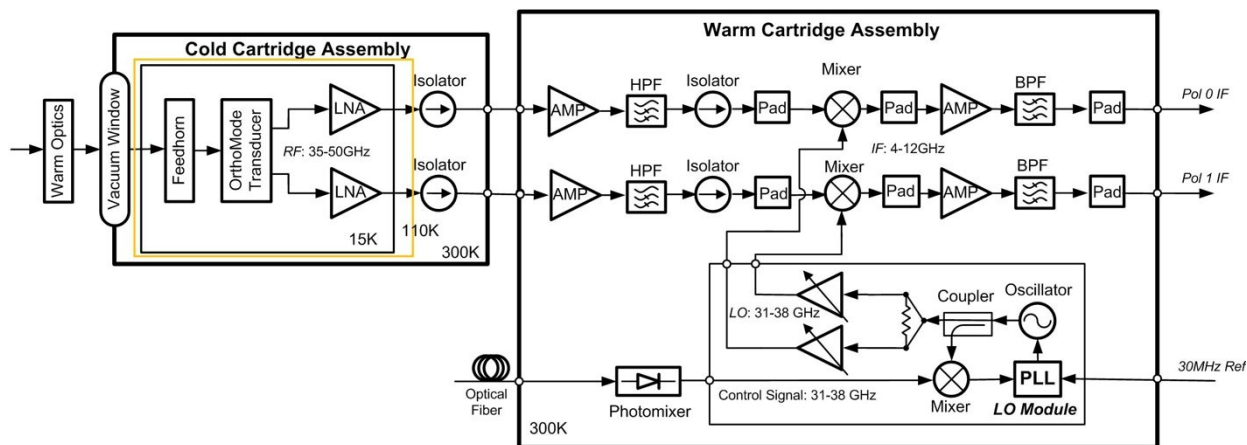 Cold Cartridge Assembly
Warm Cartridge Assembly
Warm Optics
Vacuum Window
Feedhorn
OrthoMode
Transducer
LNA
Isolator
RF: 35-50GHz
LNA
Isolator
15K
110K
300K
AMP
HPF
Isolator
Pad
Mixer
Pad
AMP
BPF
Pad
Pol 0 IF
IF: 4-12GHz
AMP
HPF
Isolator
Pad
Mixer
Pad
AMP
BPF
Pad
Pol 1 IF
LO: 31-38 GHz
Coupler
Oscillator
Optical
Fiber
Photomixer
Control Signal: 31-38 GHz
Mixer
PLL
LO Module
30MHz Ref
300K